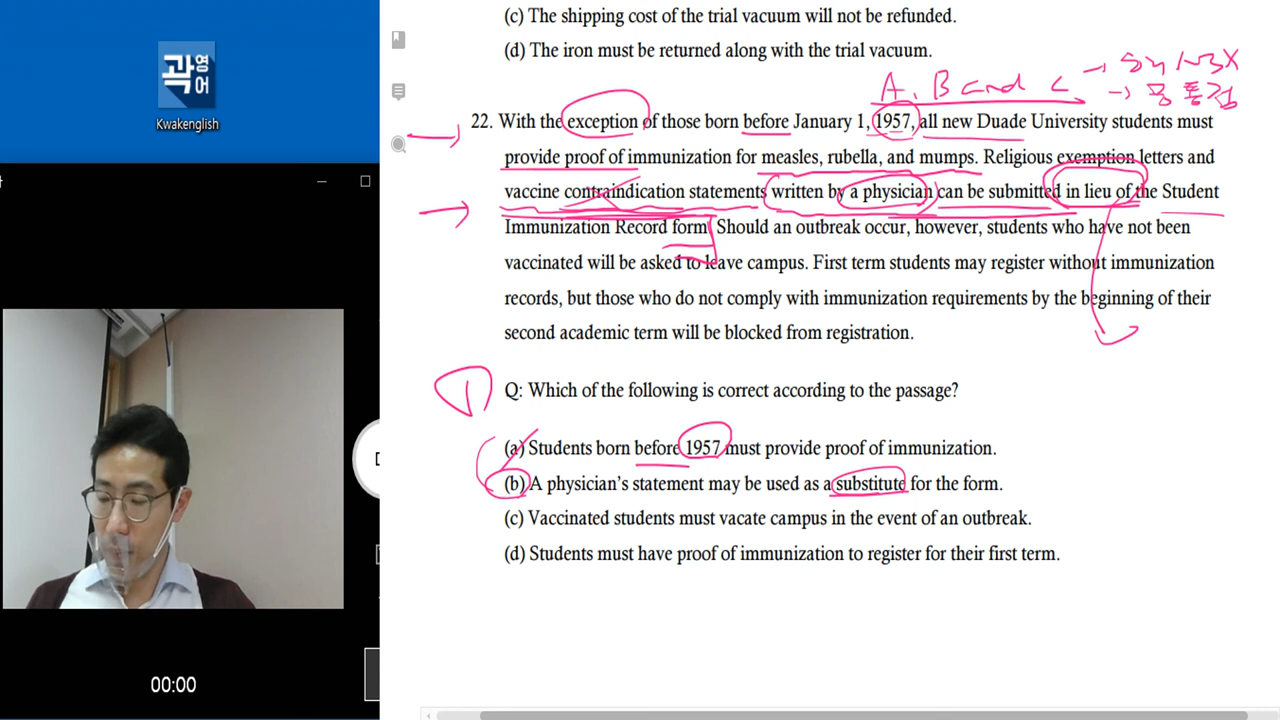 (c) The shipping cost of the trial vacuum will not be refunded.
(d) The iron must be returned along with the trial vacuum.
A, B and C
22. With the exception of those born before January 1, 1957, all new Duade University students must
provide proof of immunization for measles, rubella, and mumps. Religious exemption letters and
vaccine contraindication statements written by a physician can be submitted in lieu of the Student
Immunization Record form. Should an outbreak occur, however, students who have not been
vaccinated will be asked to leave campus. First term students may register without immunization
records, but those who do not comply with immunization requirements by the beginning of their
second academic term will be blocked from registration.
① Q: Which of the following is correct according to the passage?
(a) Students born before 1957 must provide proof of immunization.
(b) A physician's statement may be used as a substitute for the form.
(c) Vaccinated students must vacate campus in the event of an outbreak.
(d) Students must have proof of immunization to register for their first term.
곽영어
Kwakenglish
00:00